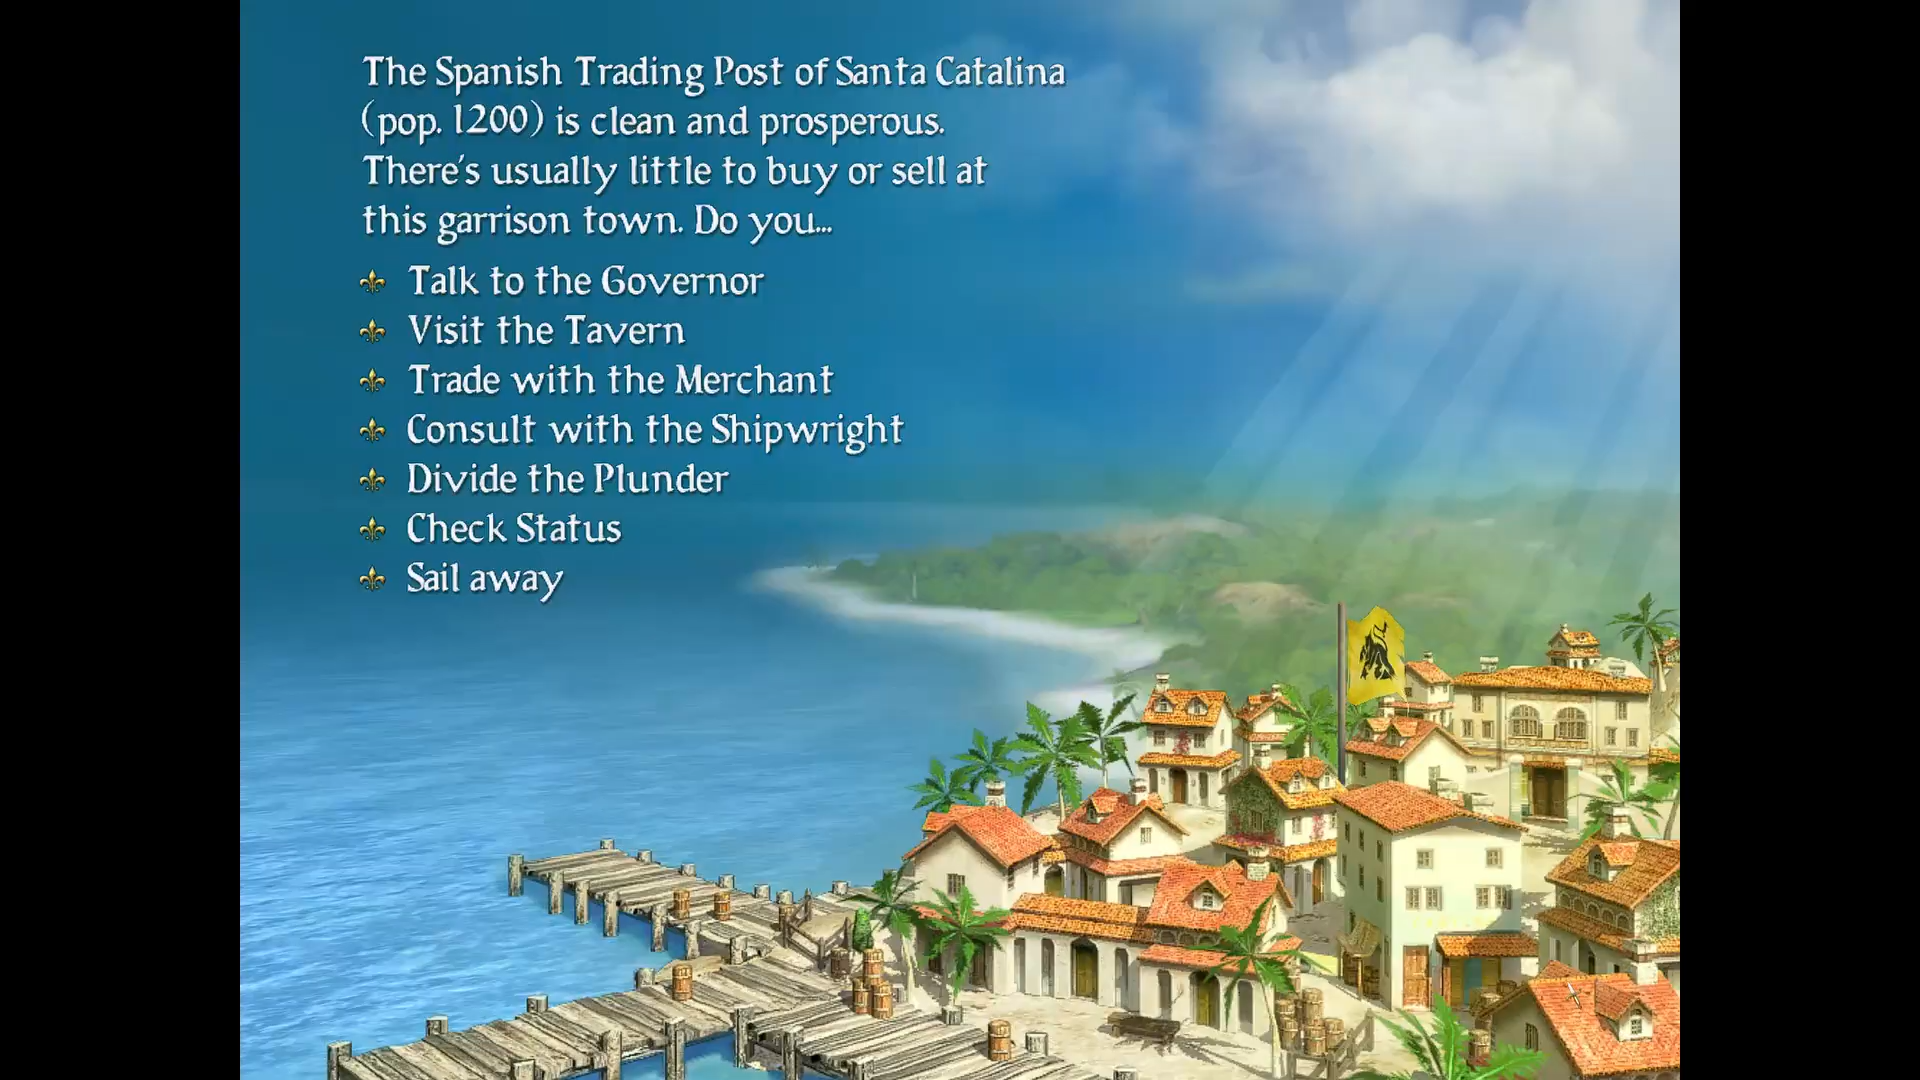 The Spanish Trading Post of Santa Catalina
(pop. 1200) is clean and prosperous.
There's usually little to buy or sell at
this garrison town. Do you...
Talk to the Governor
Visit the Tavern
Trade with the Merchant
Consult with the Shipwright
Divide the Plunder
Check Status
Sail away